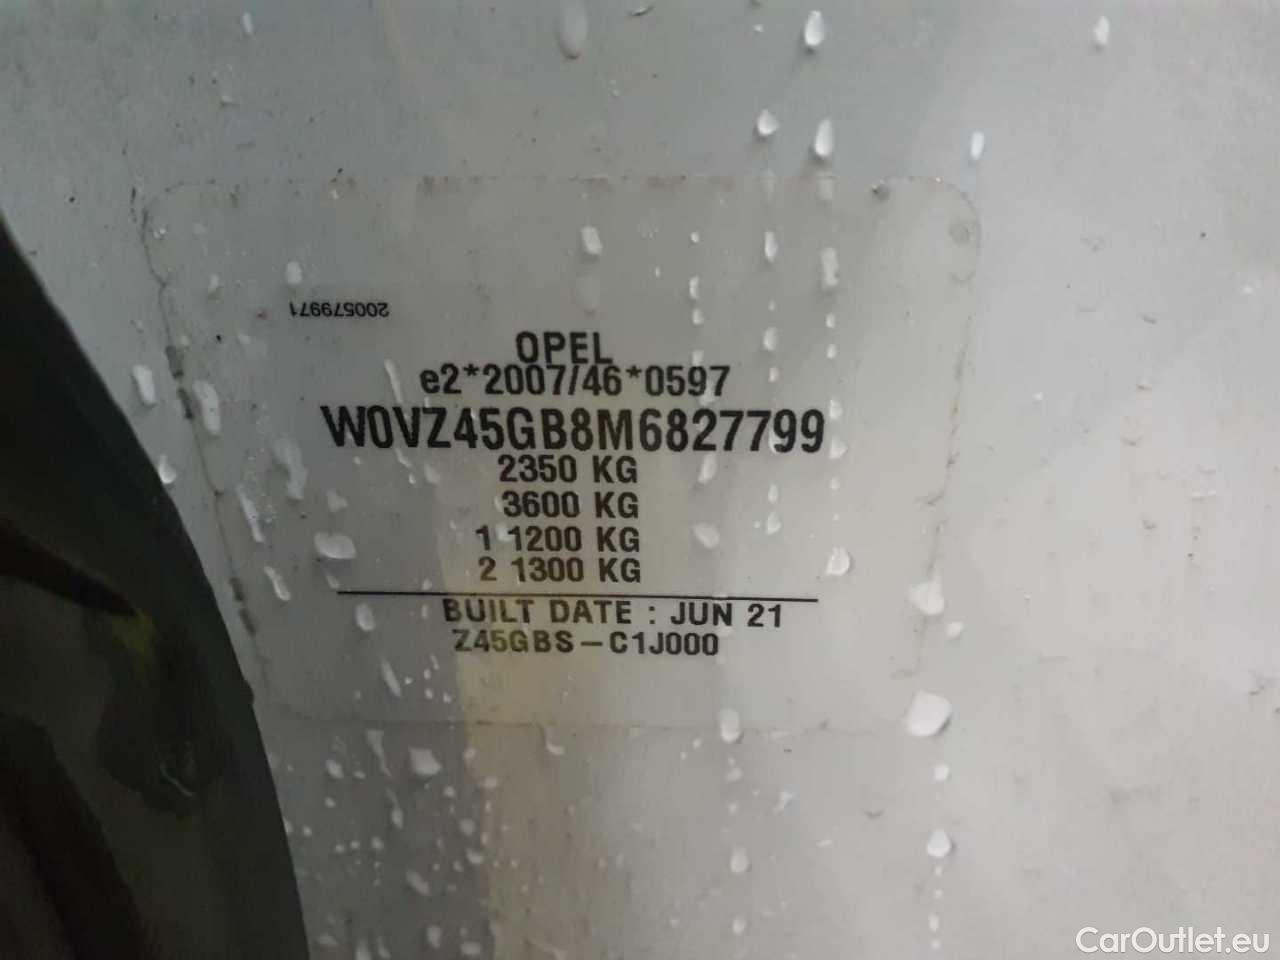 200579971
OPEL
e2*2007/46*0597
W0VZ45GB8M6827799
2350 KG
3600 KG
1 1200 KG
2 1300 KG
BUILT DATE : JUN 21
Z45GBS-C1J000
CarOutlet.eu